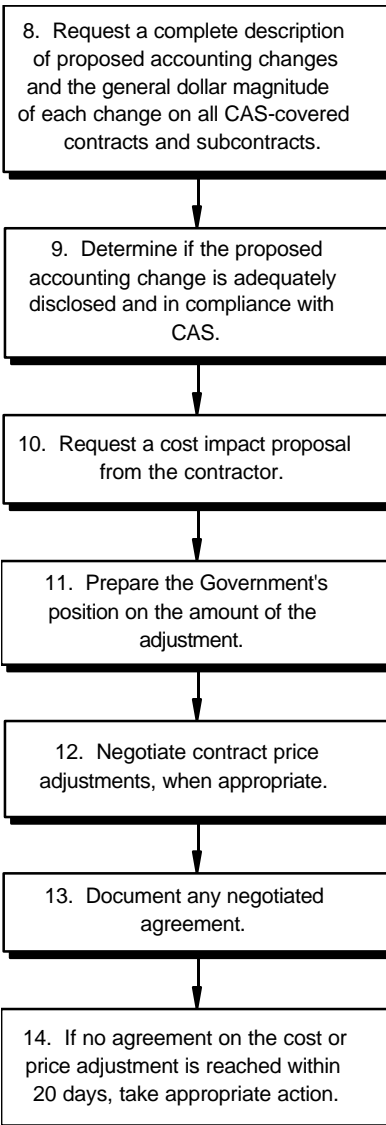 8. Request a complete description
of proposed accounting changes
and the general dollar magnitude
of each change on all CAS-covered
contracts and subcontracts.
9. Determine if the proposed
accounting change is adequately
disclosed and in compliance with
CAS.
10. Request a cost impact proposal
from the contractor.
11. Prepare the Government's
position on the amount of the
adjustment.
12. Negotiate contract price
adjustments, when appropriate.
13. Document any negotiated
agreement.
14. If no agreement on the cost or
price adjustment is reached within
20 days, take appropriate action.